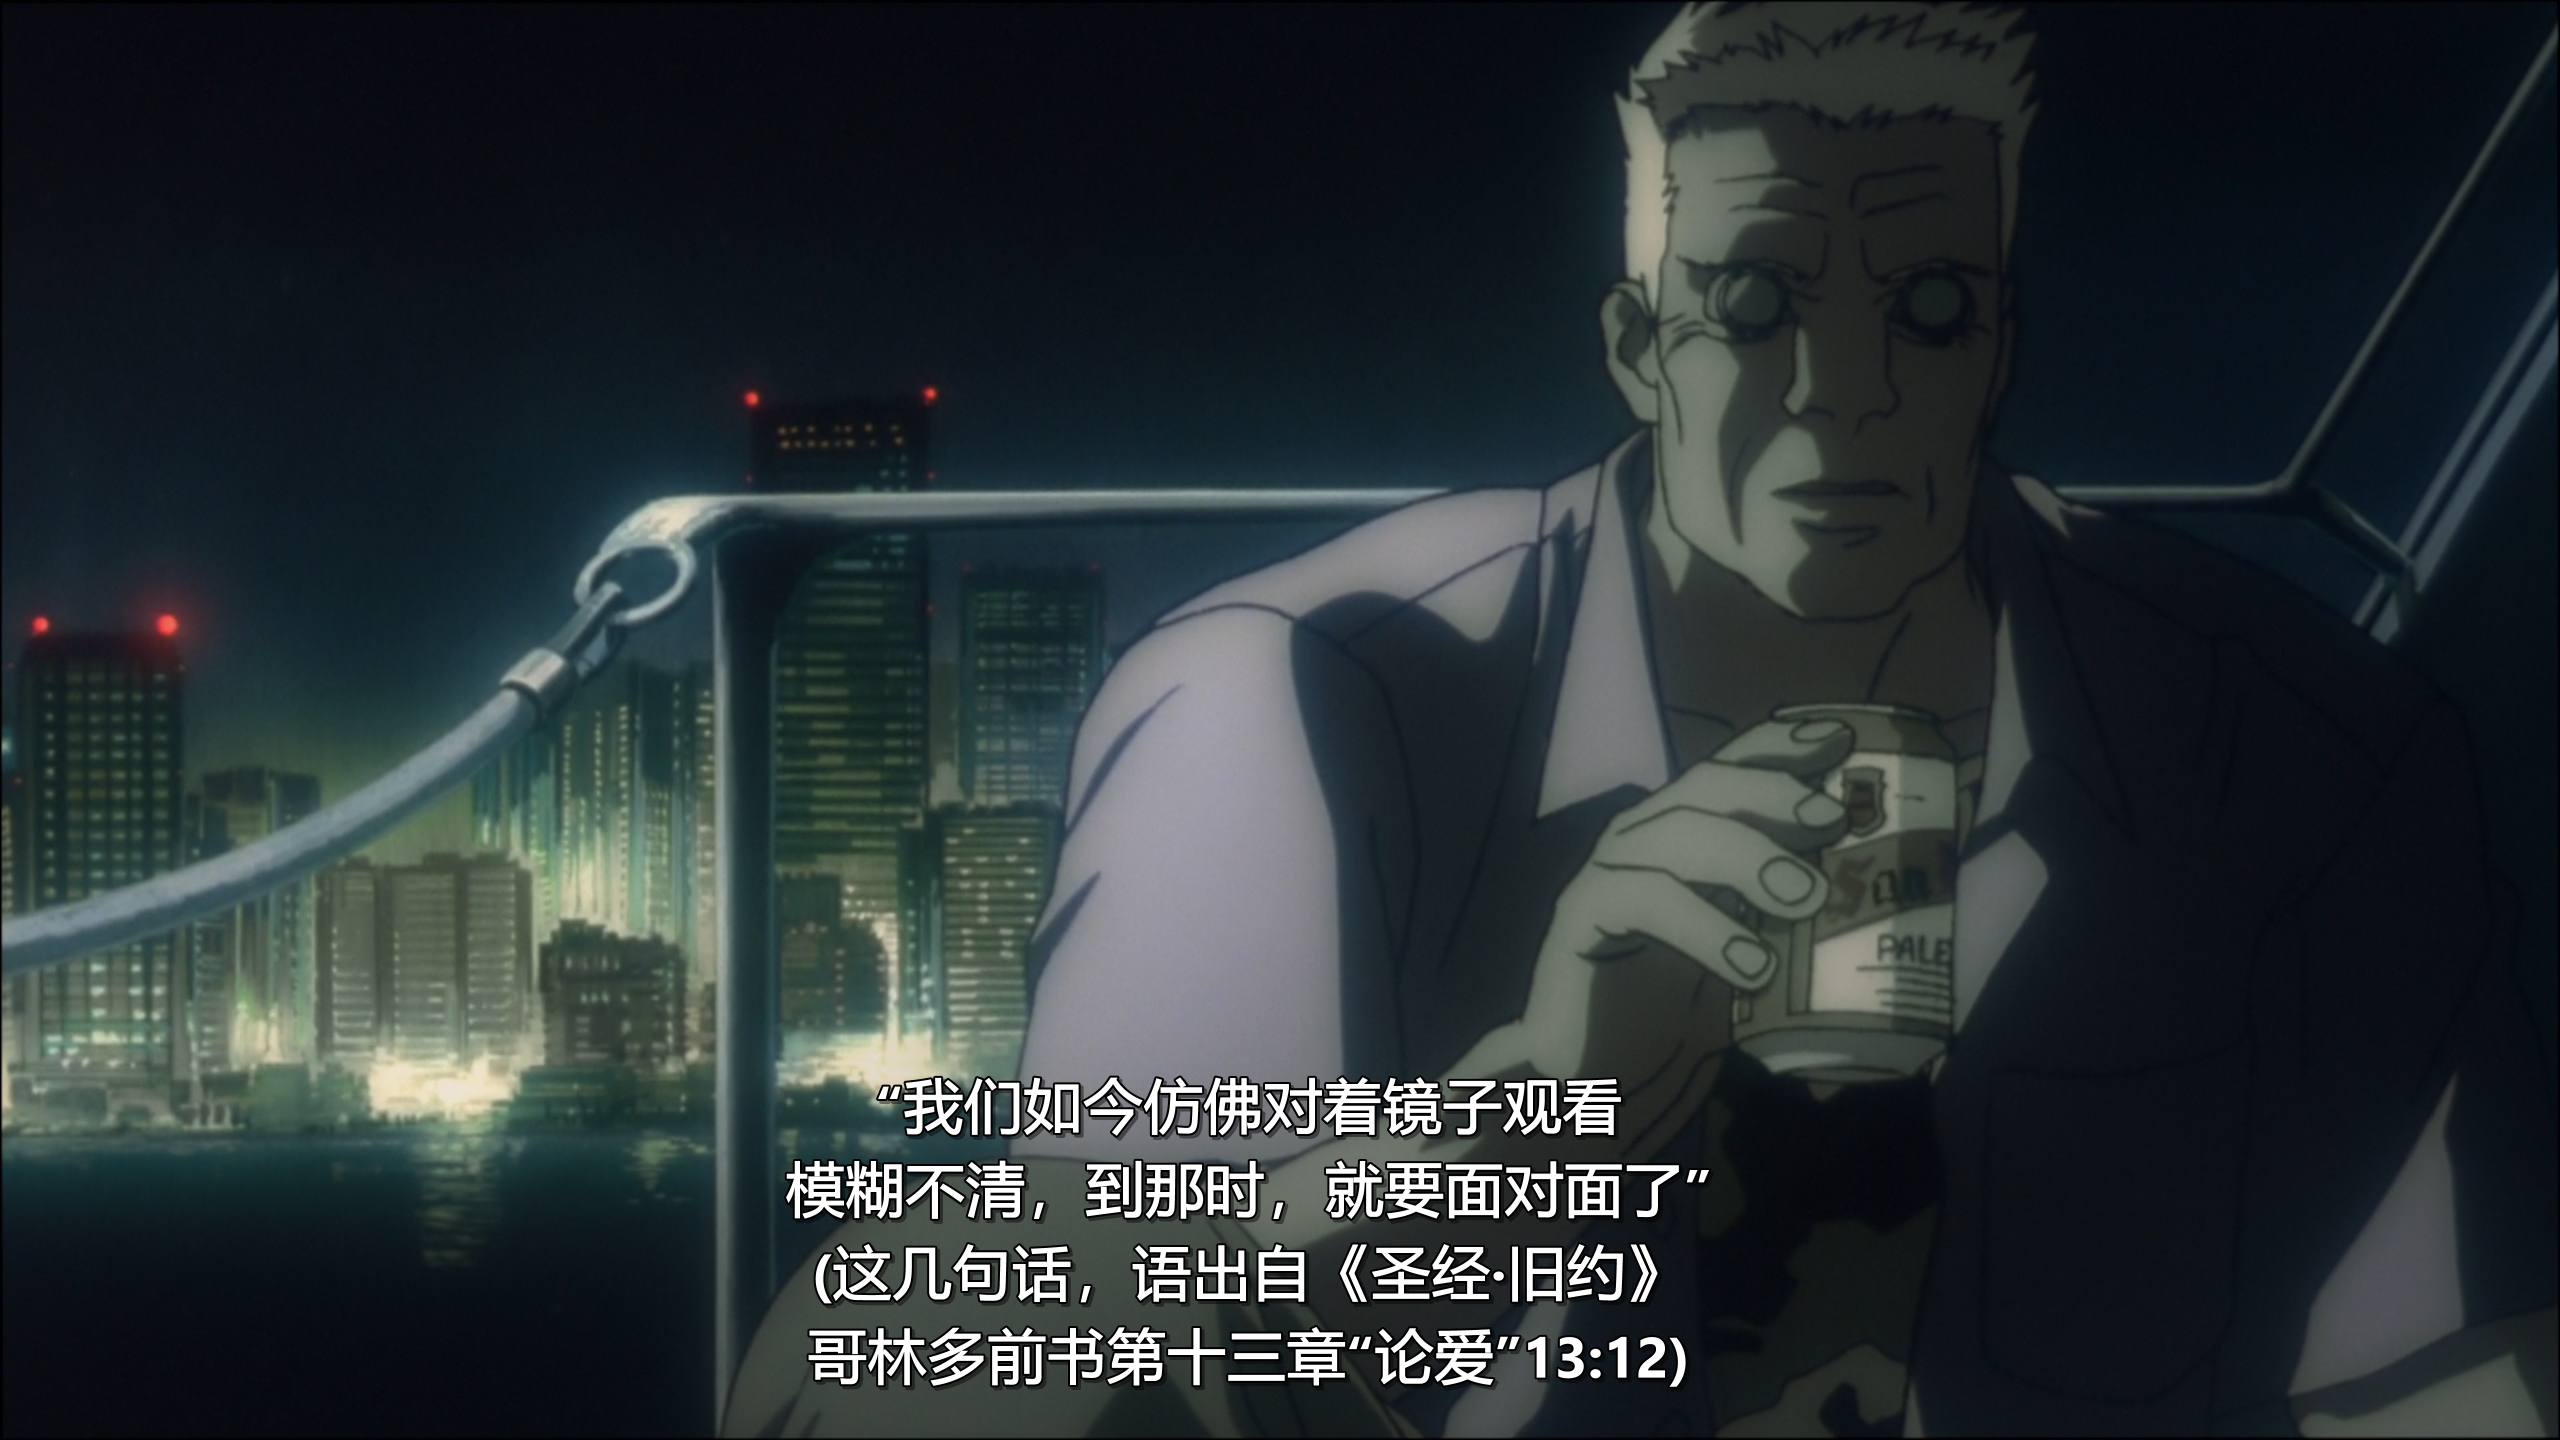 “我们如今仿佛对着镜子观看
模糊不清，到那时，就要面对面了”
(这几句话，语出自《圣经·旧约》
哥林多前书第十三章“论爱”13:12)
PALE